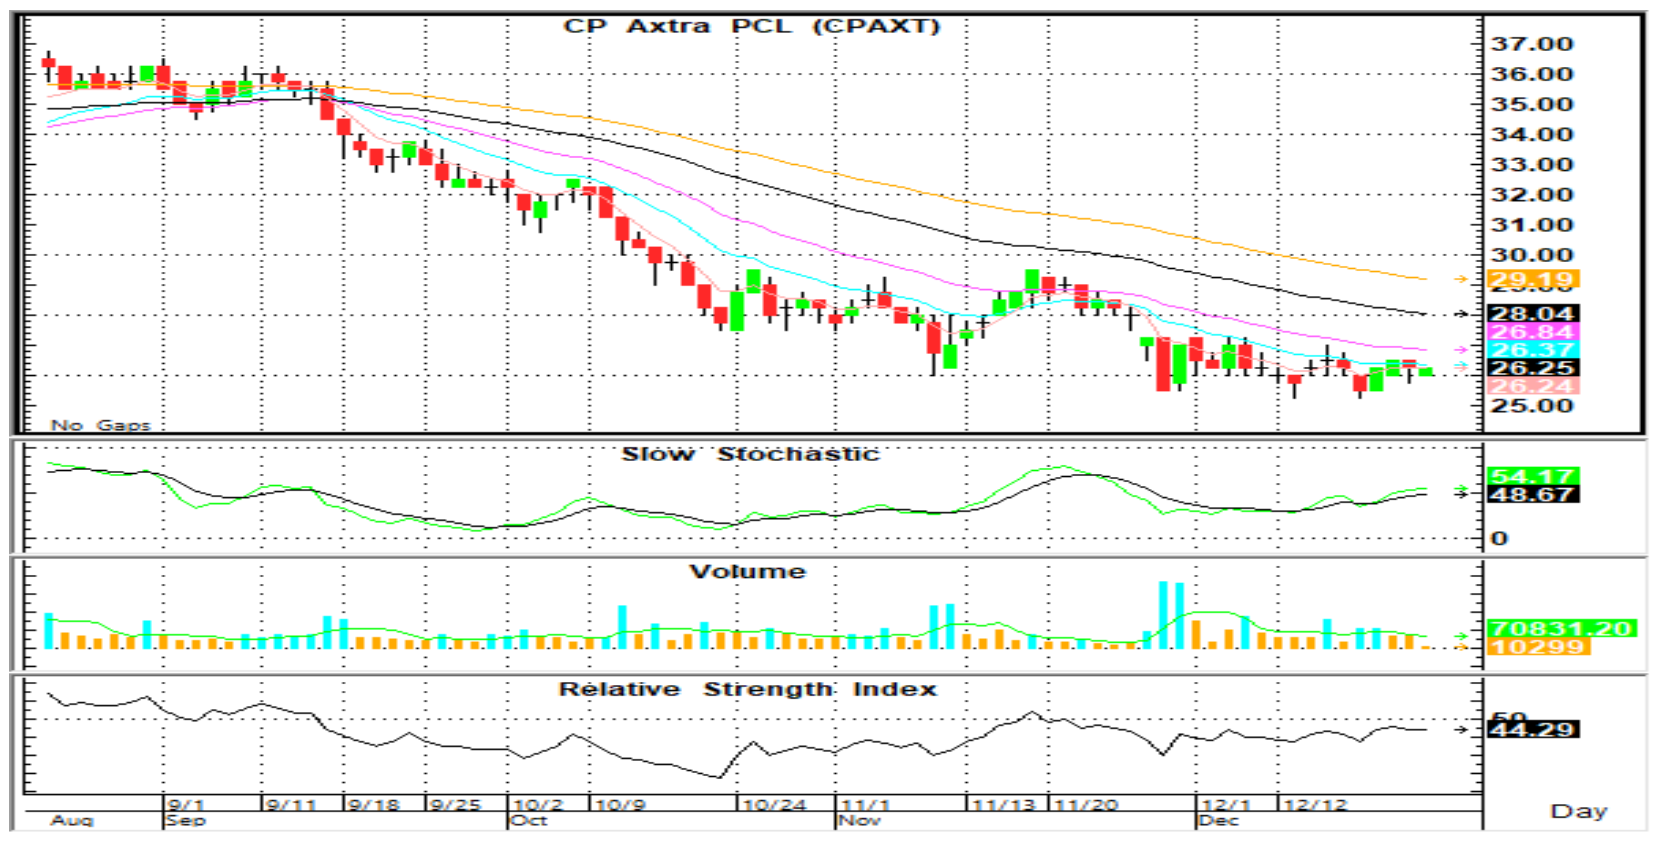 CP Axtra PCL (CPAXT)
37.00
36.00
35.00
34.00
33.00
32.00
31.00
30.00
29.19
28.04
26.84
26.37
26.25
26.24
25.00
No Gaps
Slow Stochastic
54.17
48.67
0
Volume
70831.20
10299
Relative Strength Index
50
44.29
9/1 9/11 9/18 9/25 10/2 10/9 10/24 11/1 11/13 11/20 12/1 12/12
Day
Aug Sep Oct Nov Dec